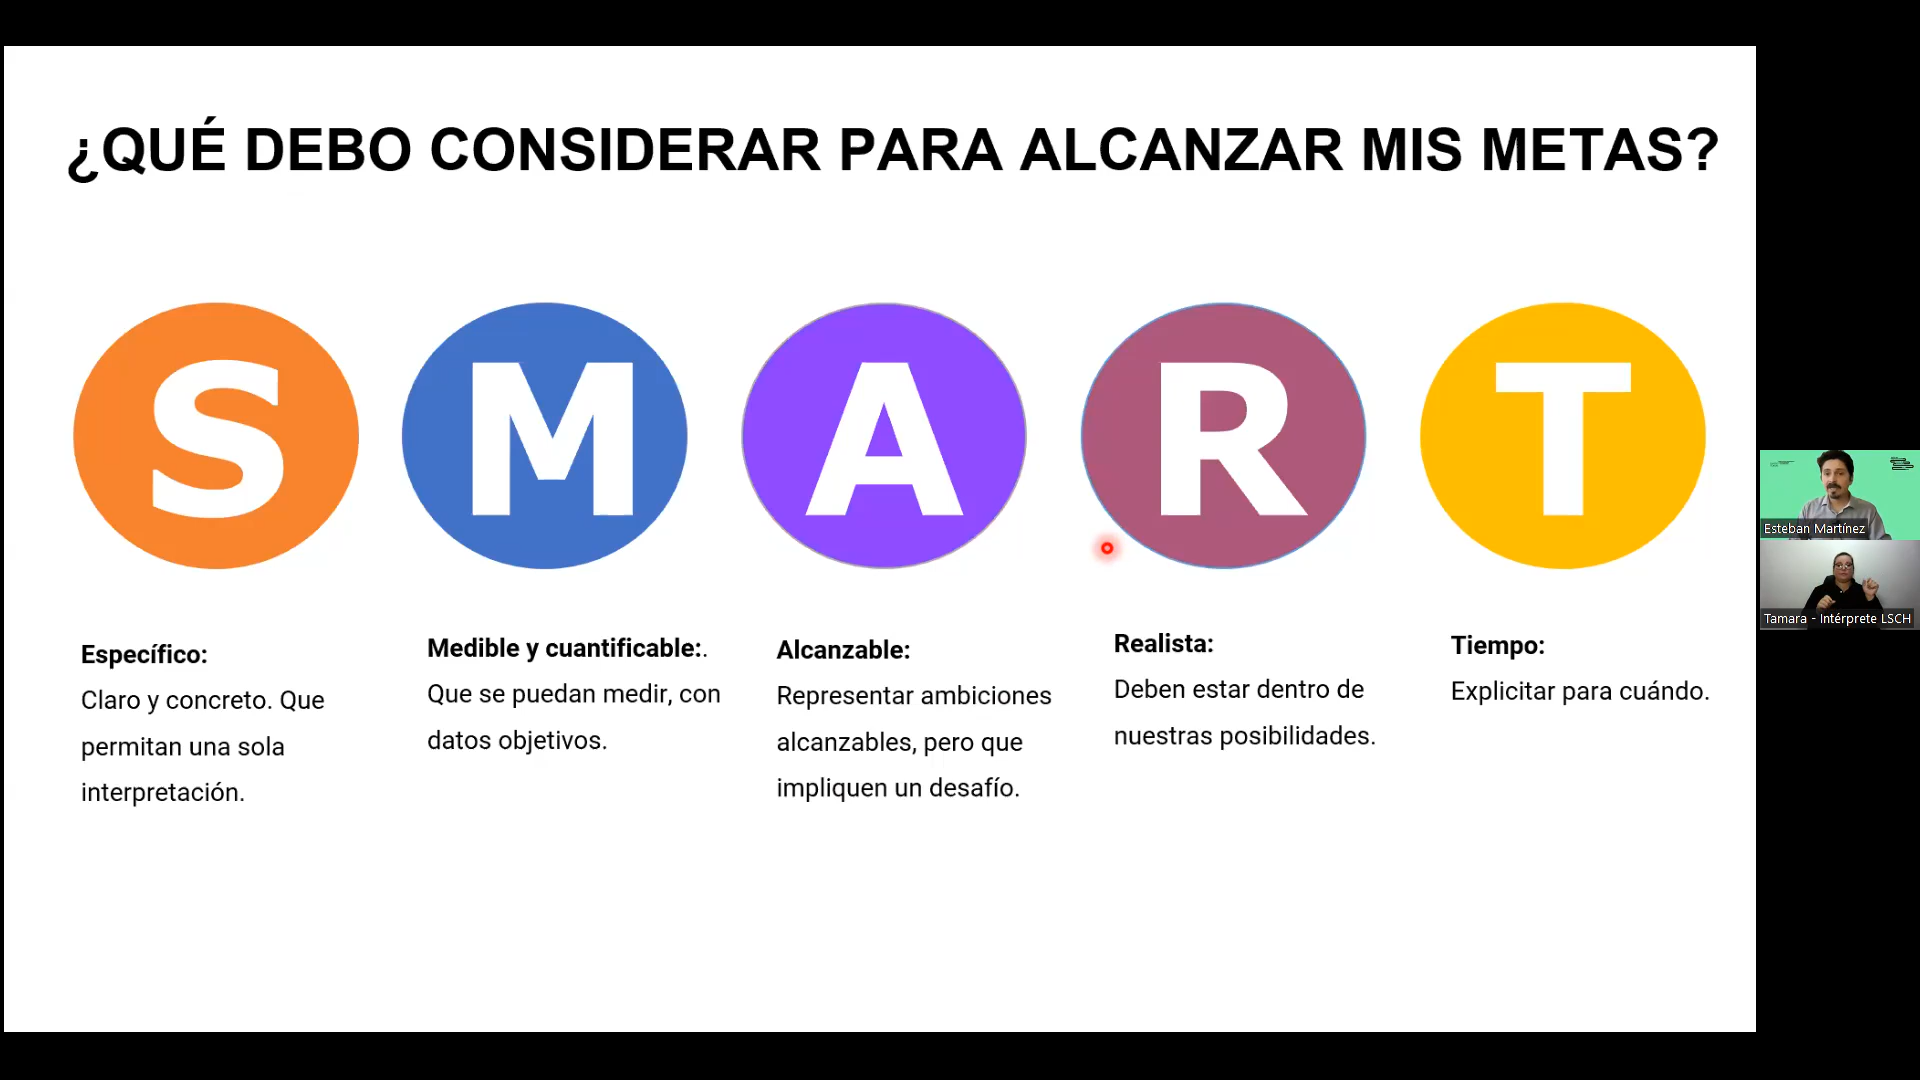 ¿QUÉ DEBO CONSIDERAR PARA ALCANZAR MIS METAS?
S
M
A
R
T
Específico:
Claro y concreto. Que
permitan una sola
interpretación.
Medible y cuantificable:.
Que se puedan medir, con
datos objetivos.
Alcanzable:
Representar ambiciones
alcanzables, pero que
impliquen un desafío.
Realista:
Deben estar dentro de
nuestras posibilidades.
Tiempo:
Explicitar para cuándo.
Esteban Martínez
Tamara - Intérprete LSCH